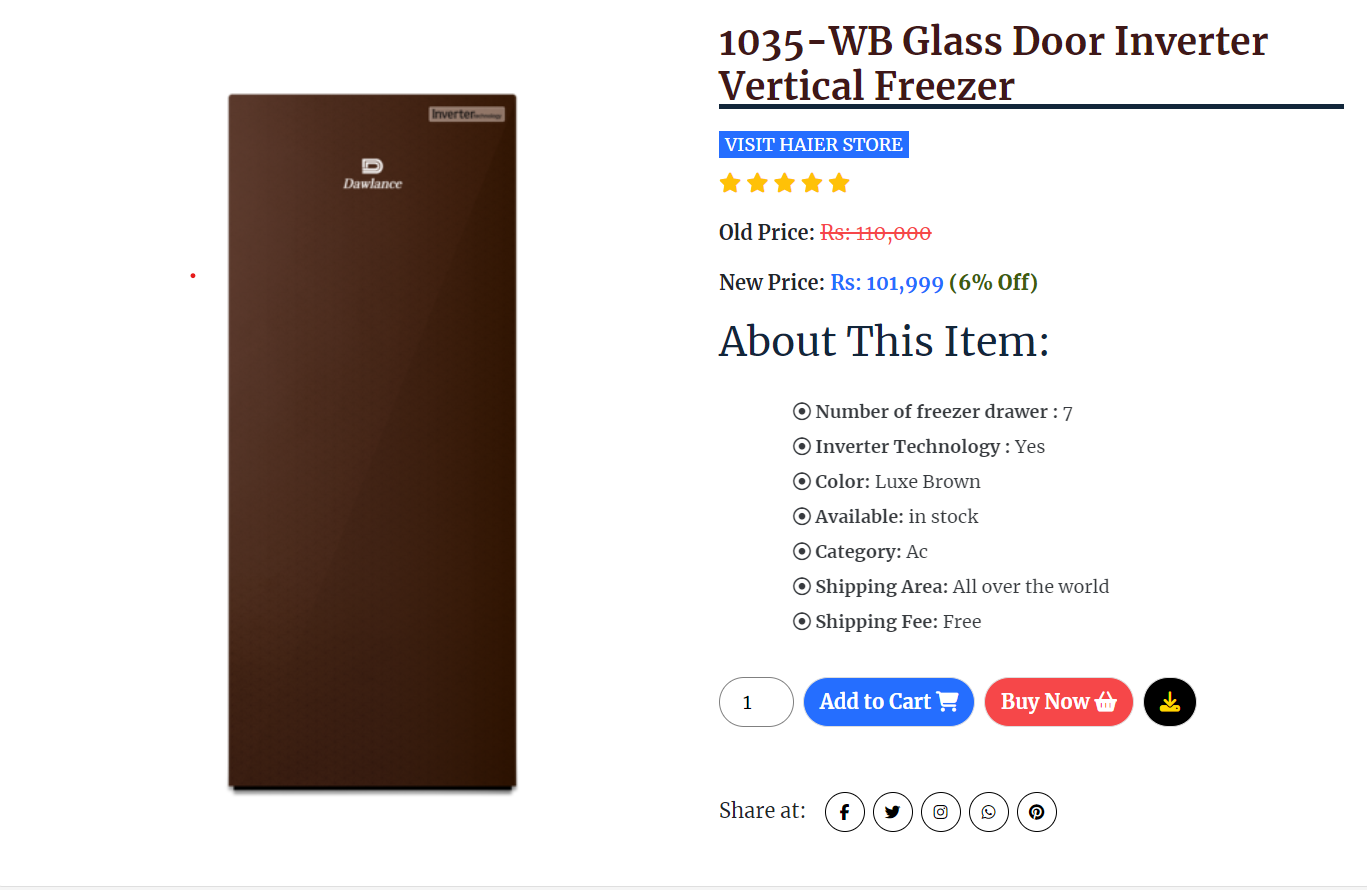 Inverter Technology
Dawlance
1035-WB Glass Door Inverter
Vertical Freezer
VISIT HAIER STORE
Old Price: Rs: 110,000
New Price: Rs: 101,999 (6% Off)
About This Item:
Number of freezer drawer : 7
Inverter Technology : Yes
Color: Luxe Brown
Available: in stock
Category: Ac
Shipping Area: All over the world
Shipping Fee: Free
1 Add to Cart Buy Now
Share at: